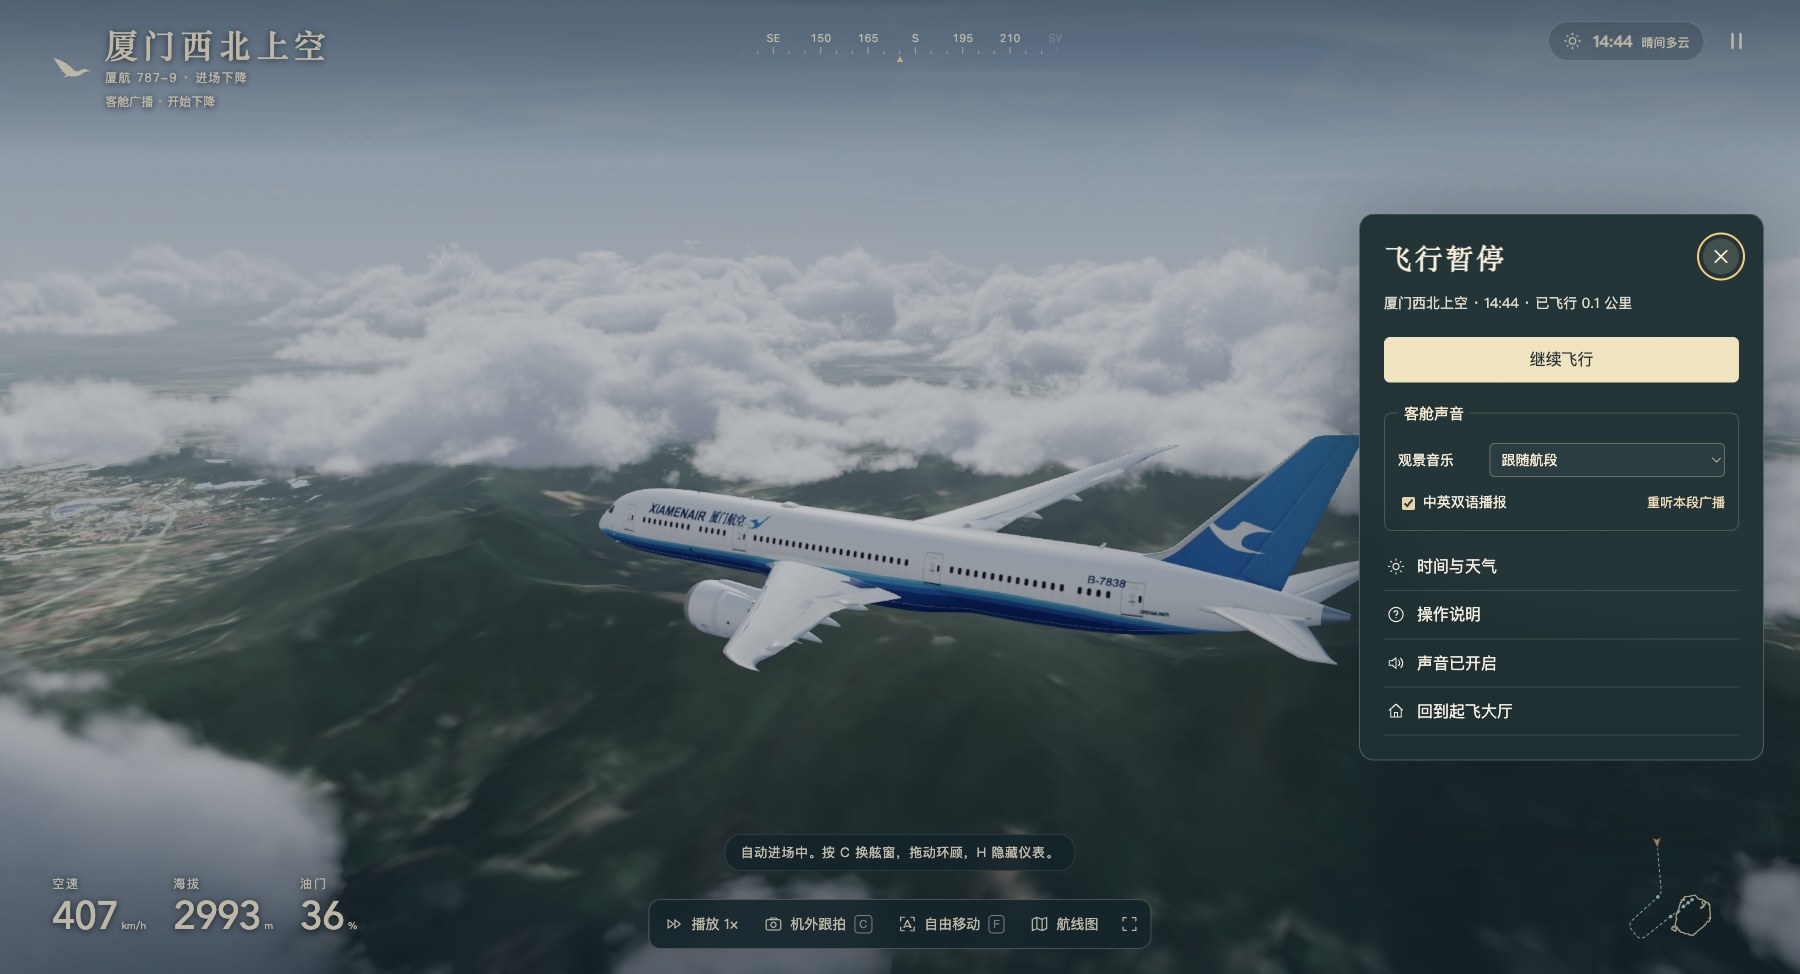 厦门西北上空
厦航 787-9 · 进场下降
客舱广播 · 开始下降
SE 150 165 S 195 210 SW
14:44 晴间多云
飞行暂停
厦门西北上空 · 14:44 · 已飞行 0.1 公里
继续飞行
客舱声音
观景音乐 跟随航段
中英双语播报 重听本段广播
时间与天气
操作说明
声音已开启
回到起飞大厅
XIAMENAIR 厦门航空
B-7838
自动进场中。按 C 换舷窗，拖动环顾，H 隐藏仪表。
空速 海拔 油门
407 km/h 2993 m 36 %
播放 1x 机外跟拍 C 自由移动 F 航线图